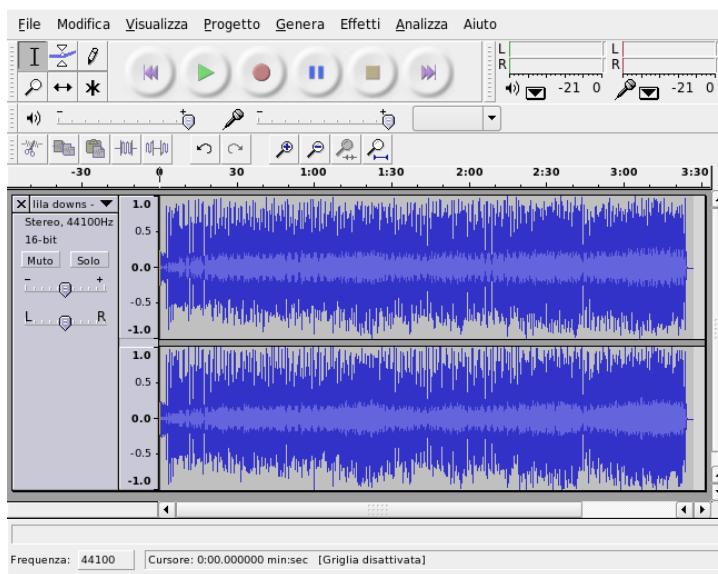 File Modifica Visualizza Progetto Genera Effetti Analizza Aiuto
L
R
-21 0
L
R
-21 0
- +
- +
-30 0 30 1:00 1:30 2:00 2:30 3:00 3:30
X lila downs -
Stereo, 44100Hz
16-bit
Muto Solo
- +
L R
1.0
0.5
0.0
-0.5
-1.0
1.0
0.5
0.0
-0.5
-1.0
Frequenza: 44100 Cursore: 0:00.000000 min:sec [Griglia disattivata]